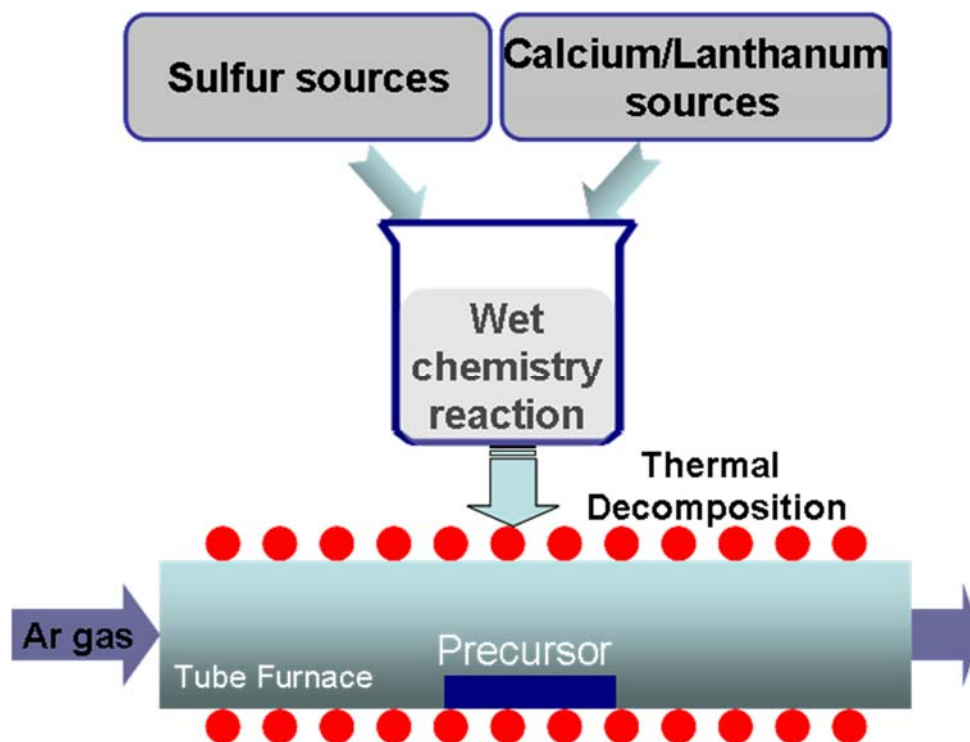 Sulfur sources
Calcium/Lanthanum
sources
Wet
chemistry
reaction
Thermal
Decomposition
Ar gas
Precursor
Tube Furnace